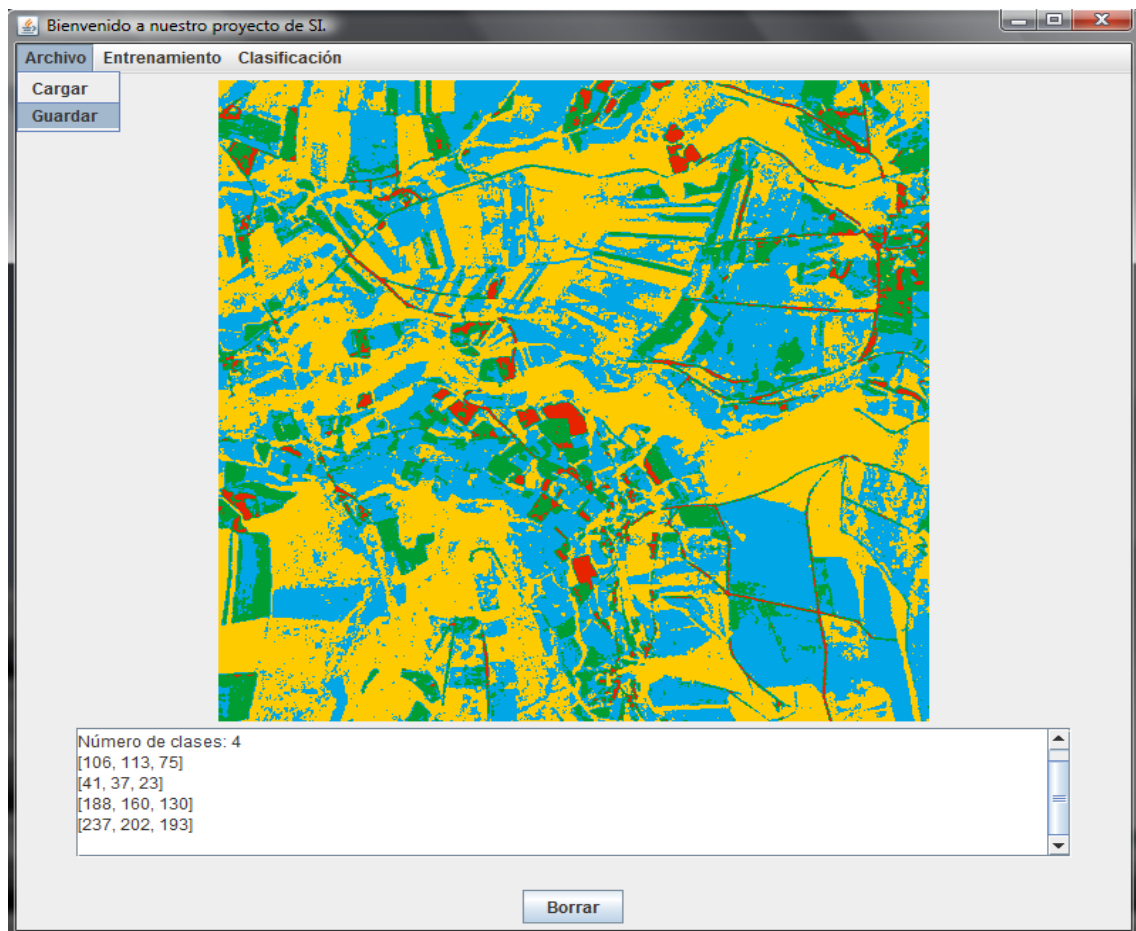 Bienvenido a nuestro proyecto de SI.
Archivo Entrenamiento Clasificación
Cargar
Guardar
Número de clases: 4
[106, 113, 75]
[41, 37, 23]
[188, 160, 130]
[237, 202, 193]
Borrar